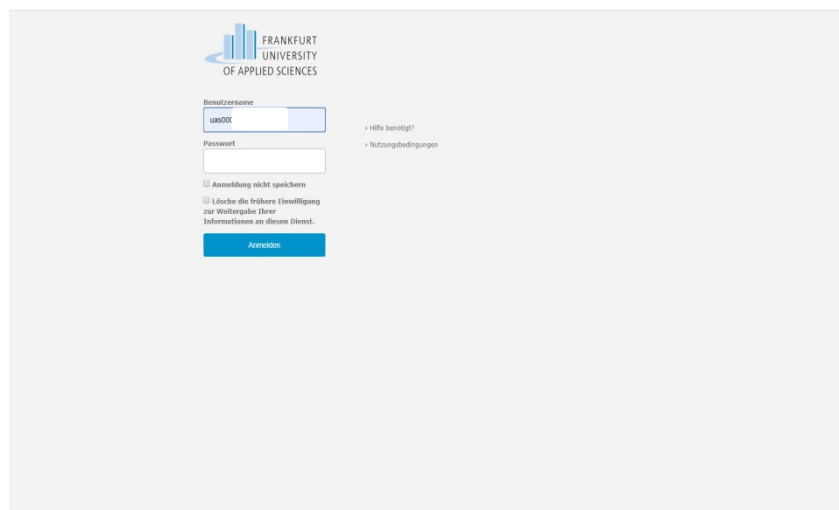 FRANKFURT
UNIVERSITY
OF APPLIED SCIENCES
Benutzername
uas000
Passwort
Anmeldung nicht speichern
Lösche die frühere Einwilligung
zur Weitergabe Ihrer
Informationen an diesen Dienst.
Anmelden
› Hilfe benötigt?
› Nutzungsbedingungen